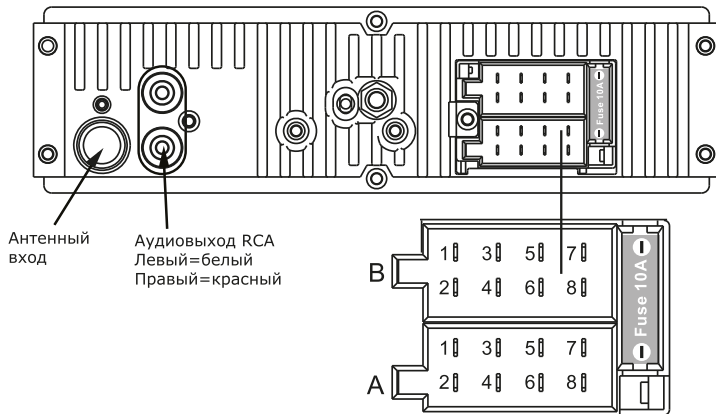 Fuse 10A
Антенный
вход
Аудиовыход RCA
Левый=белый
Правый=красный
B
1 3 5 7
2 4 6 8
A
1 3 5 7
2 4 6 8
Fuse 10A